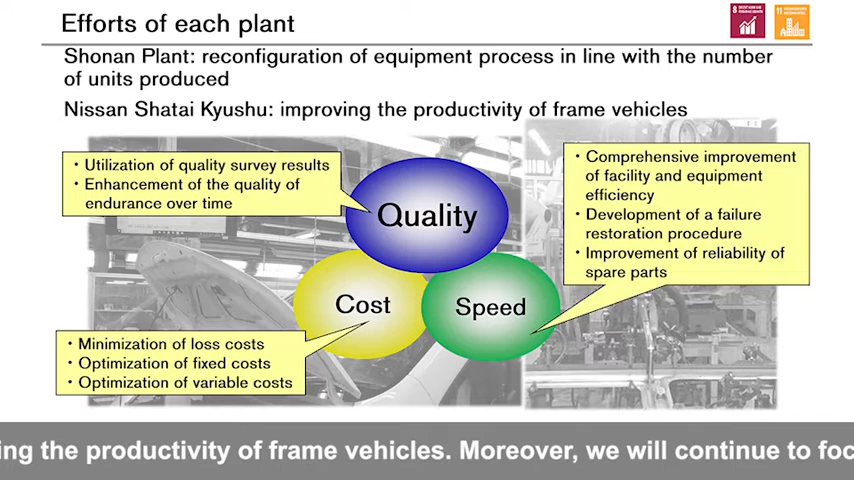 Efforts of each plant
8
11
Shonan Plant: reconfiguration of equipment process in line with the number
of units produced
Nissan Shatai Kyushu: improving the productivity of frame vehicles
・Utilization of quality survey results
・Enhancement of the quality of
endurance over time
Quality
・Comprehensive improvement
of facility and equipment
efficiency
・Development of a failure
restoration procedure
・Improvement of reliability of
spare parts
Cost
Speed
・Minimization of loss costs
・Optimization of fixed costs
・Optimization of variable costs
ing the productivity of frame vehicles. Moreover, we will continue to foc